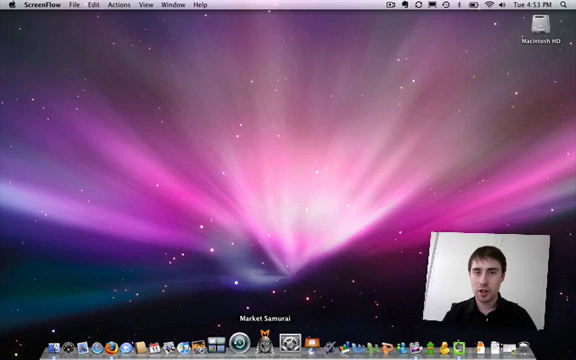 ScreenFlow File Edit Actions View Window Help Tue 4:53 PM
Macintosh HD
Market Samurai